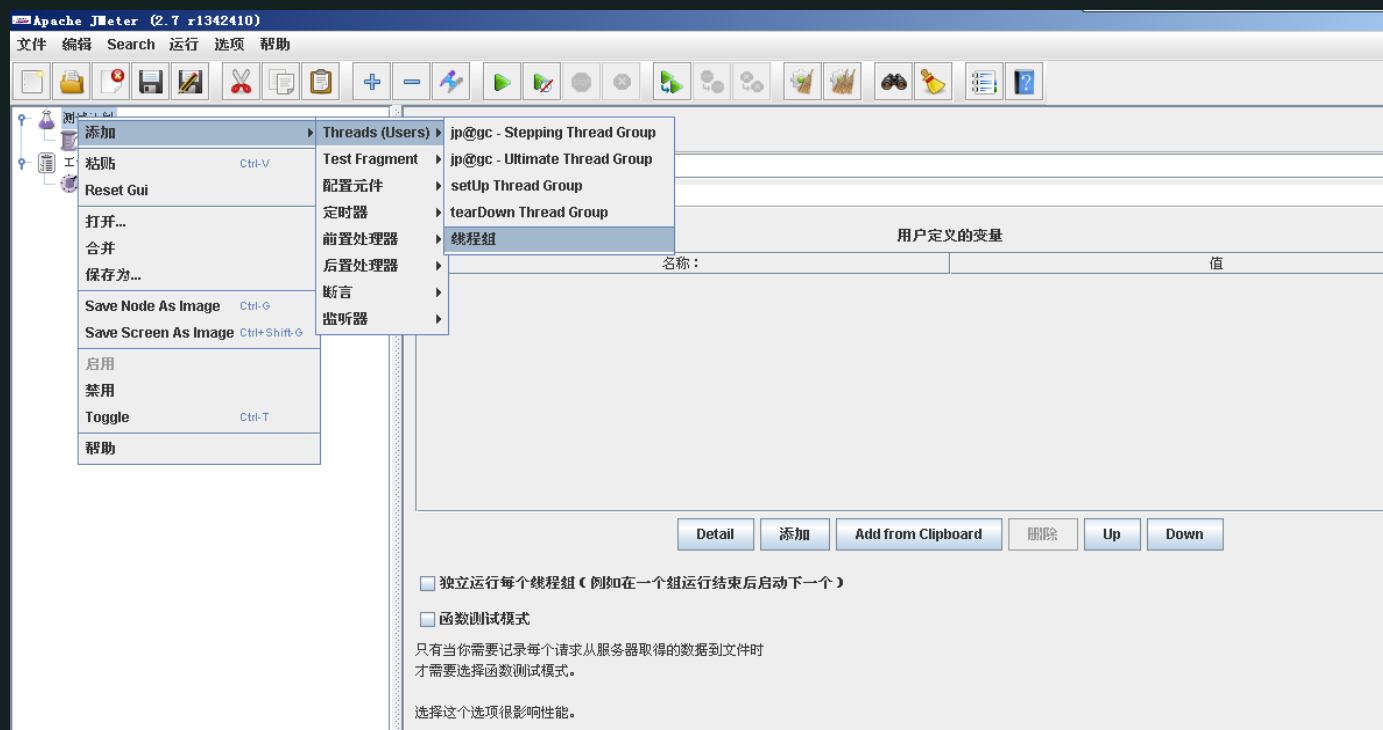 Apache JMeter (2.7 r1342410)
文件 编辑 Search 运行 选项 帮助
添加
粘贴 Ctrl-V
Reset Gui
打开...
合并
保存为...
Save Node As Image Ctrl-G
Save Screen As Image Ctrl+Shift-G
启用
禁用
Toggle Ctrl-T
帮助
Threads (Users)
Test Fragment
配置元件
定时器
前置处理器
后置处理器
断言
监听器
jp@gc - Stepping Thread Group
jp@gc - Ultimate Thread Group
setUp Thread Group
tearDown Thread Group
线程组
用户定义的变量
名称： 值
Detail 添加 Add from Clipboard 删除 Up Down
独立运行每个线程组（例如在一个组运行结束后启动下一个）
函数测试模式
只有当你需要记录每个请求从服务器取得的数据到文件时
才需要选择函数测试模式。
选择这个选项很影响性能。